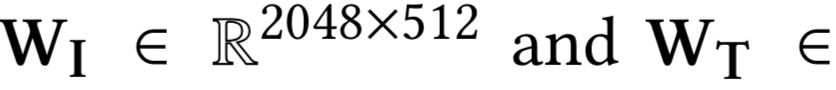 W_I ∈ ℝ^{2048×512} and W_T ∈